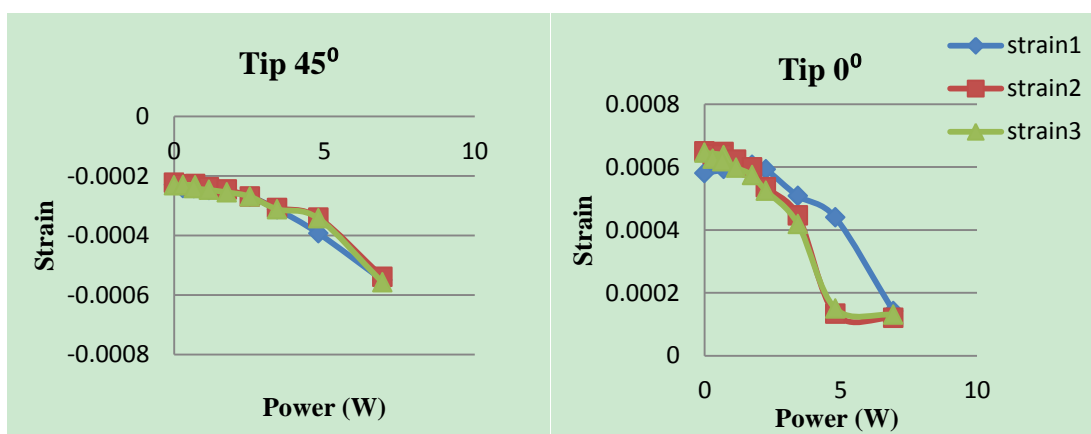 Tip 45⁰
0
-0.0002
-0.0004
-0.0006
-0.0008
0
5
10
Strain
Power (W)
Tip 0⁰
0.0008
0.0006
0.0004
0.0002
0
0
5
10
Strain
Power (W)
strain1
strain2
strain3